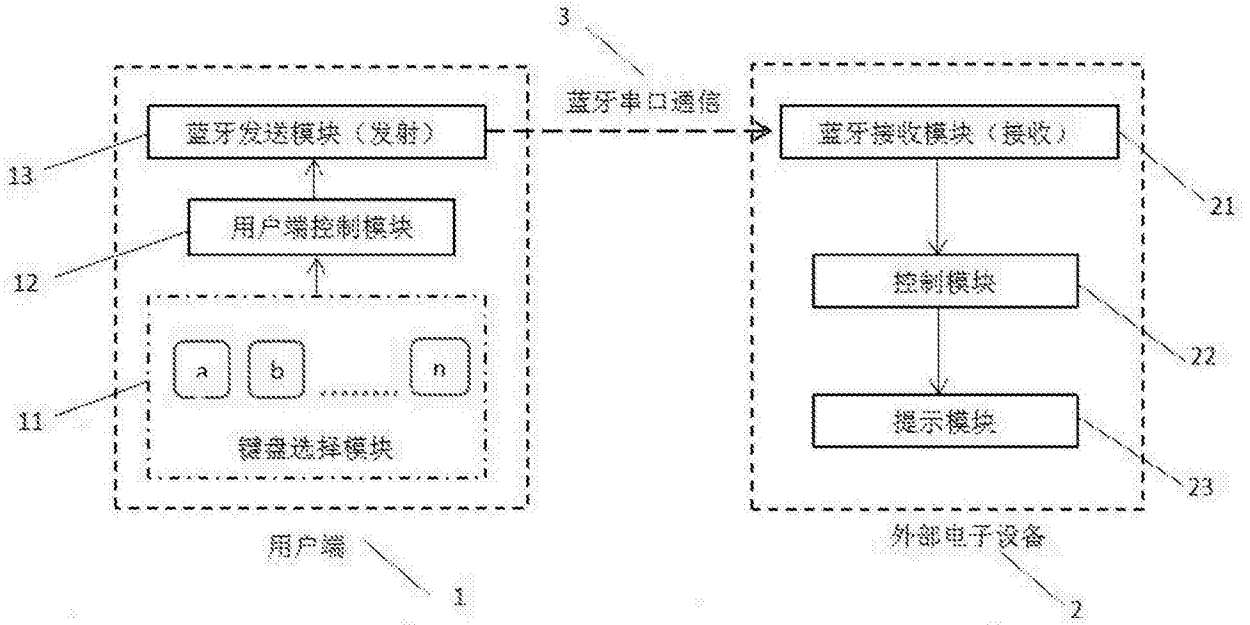 3
蓝牙串口通信
蓝牙发送模块（发射）
蓝牙接收模块（接收）
13
21
用户端控制模块
12
控制模块
22
a
b
........
n
11
键盘选择模块
提示模块
23
用户端
1
外部电子设备
2